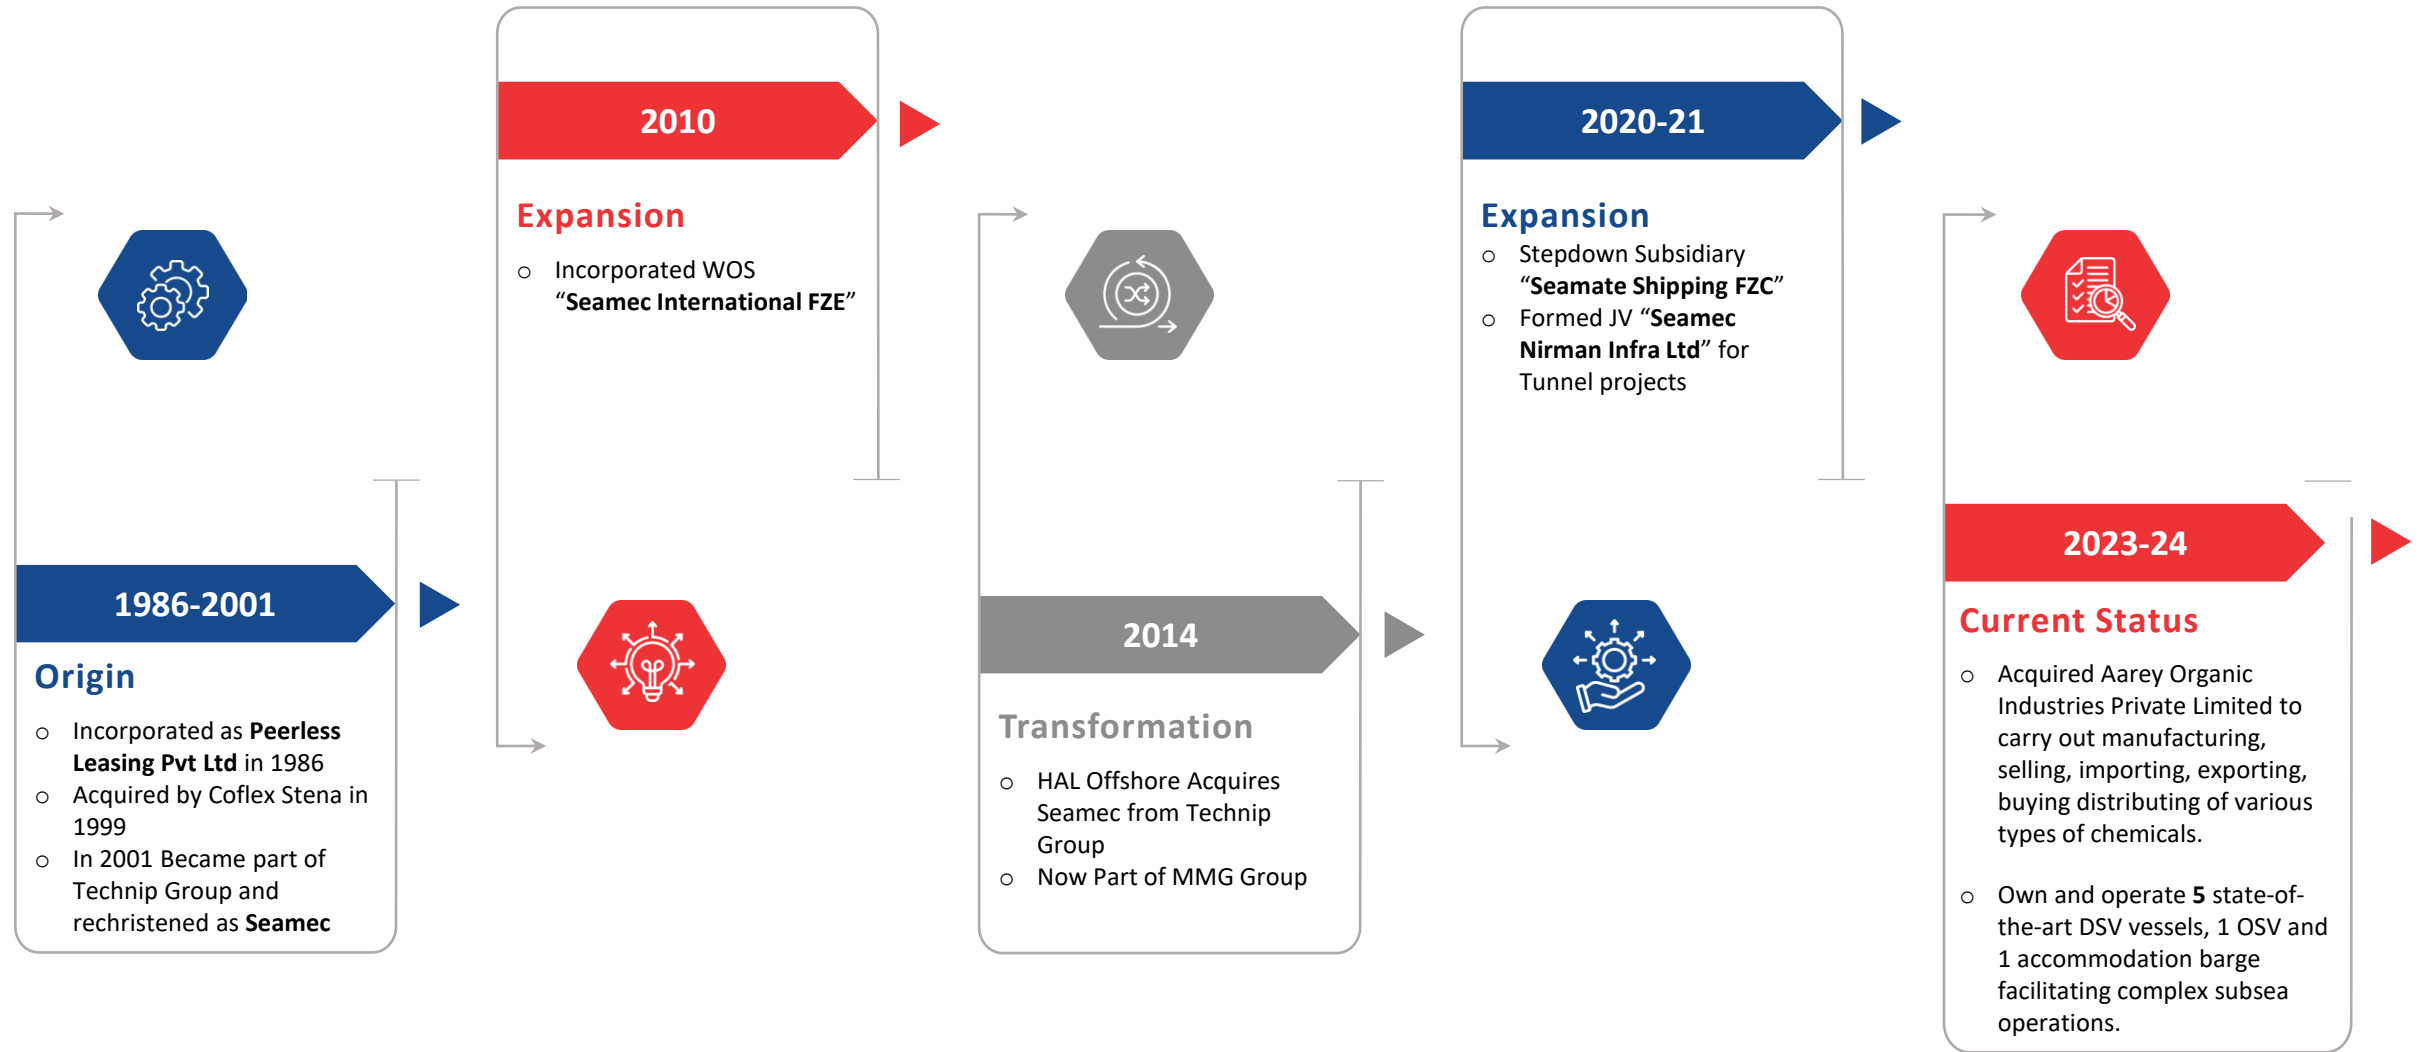 1986-2001
Origin
o Incorporated as Peerless
Leasing Pvt Ltd in 1986
o Acquired by Coflex Stena in
1999
o In 2001 Became part of
Technip Group and
rechristened as Seamec
2010
Expansion
o Incorporated WOS
“Seamec International FZE”
2014
Transformation
o HAL Offshore Acquires
Seamec from Technip
Group
o Now Part of MMG Group
2020-21
Expansion
o Stepdown Subsidiary
“Seamate Shipping FZC”
o Formed JV “Seamec
Nirman Infra Ltd” for
Tunnel projects
2023-24
Current Status
o Acquired Aarey Organic
Industries Private Limited to
carry out manufacturing,
selling, importing, exporting,
buying distributing of various
types of chemicals.
o Own and operate 5 state-of-
the-art DSV vessels, 1 OSV and
1 accommodation barge
facilitating complex subsea
operations.